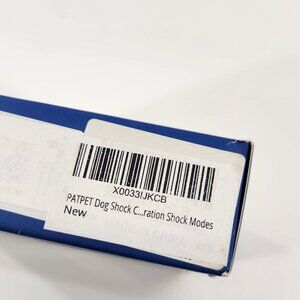 X0033IJKCB
PATPET Dog Shock C...ration Shock Modes
New